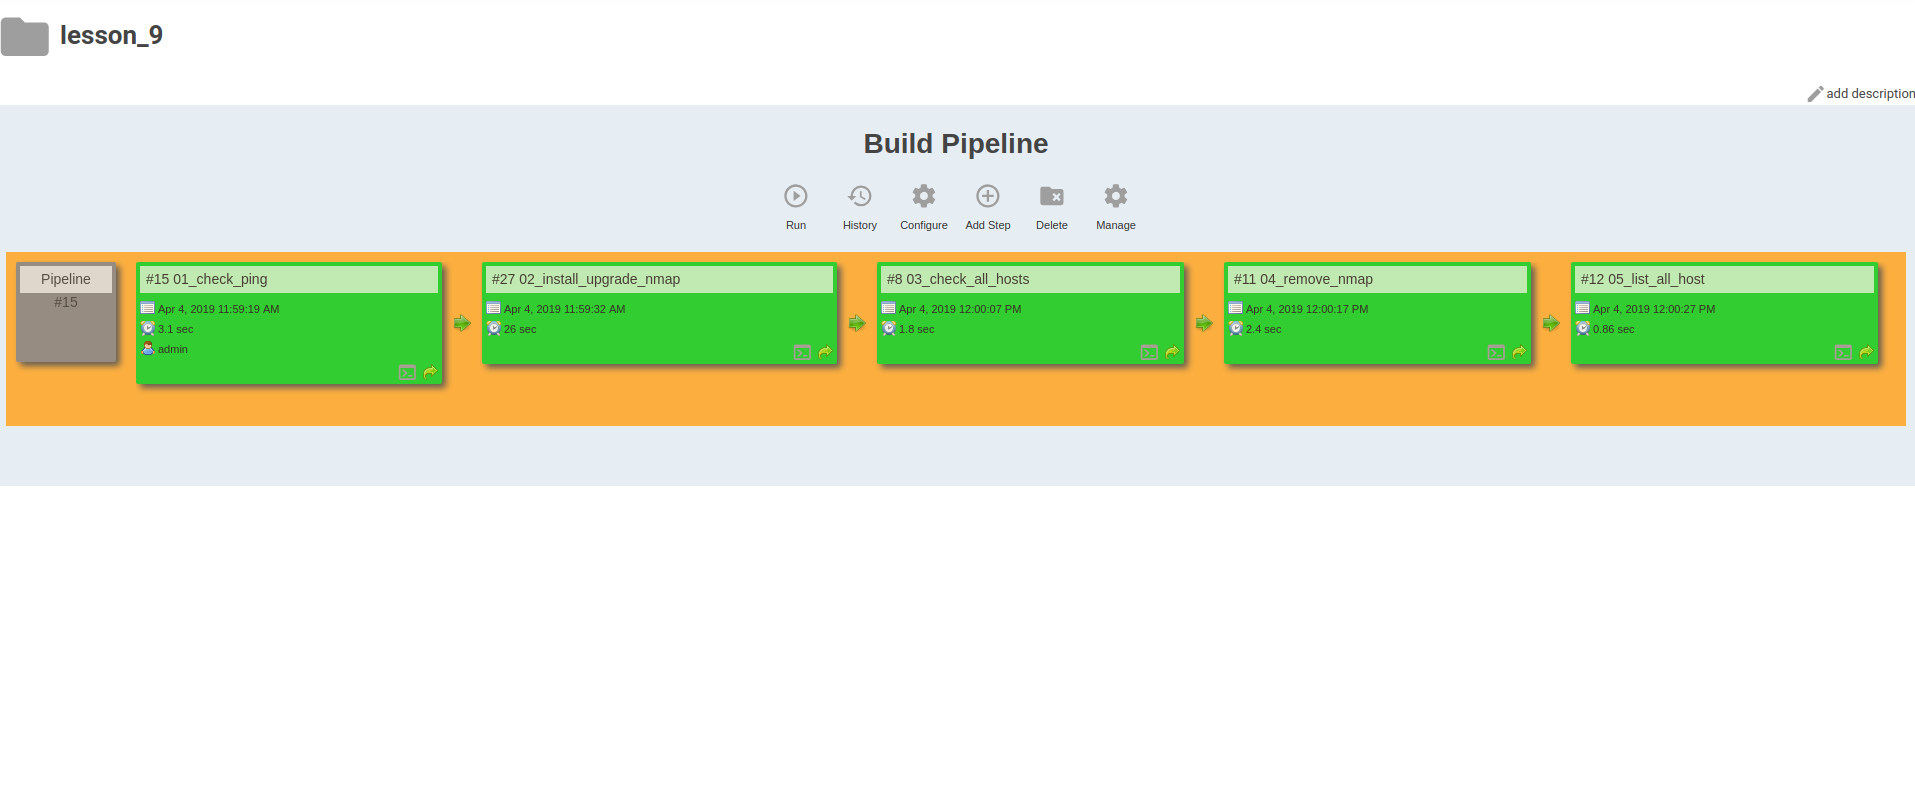 lesson_9
add description
Build Pipeline
Run History Configure Add Step Delete Manage
Pipeline
#15
#15 01_check_ping
Apr 4, 2019 11:59:19 AM
3.1 sec
admin
#27 02_install_upgrade_nmap
Apr 4, 2019 11:59:32 AM
26 sec
#8 03_check_all_hosts
Apr 4, 2019 12:00:07 PM
1.8 sec
#11 04_remove_nmap
Apr 4, 2019 12:00:17 PM
2.4 sec
#12 05_list_all_host
Apr 4, 2019 12:00:27 PM
0.86 sec